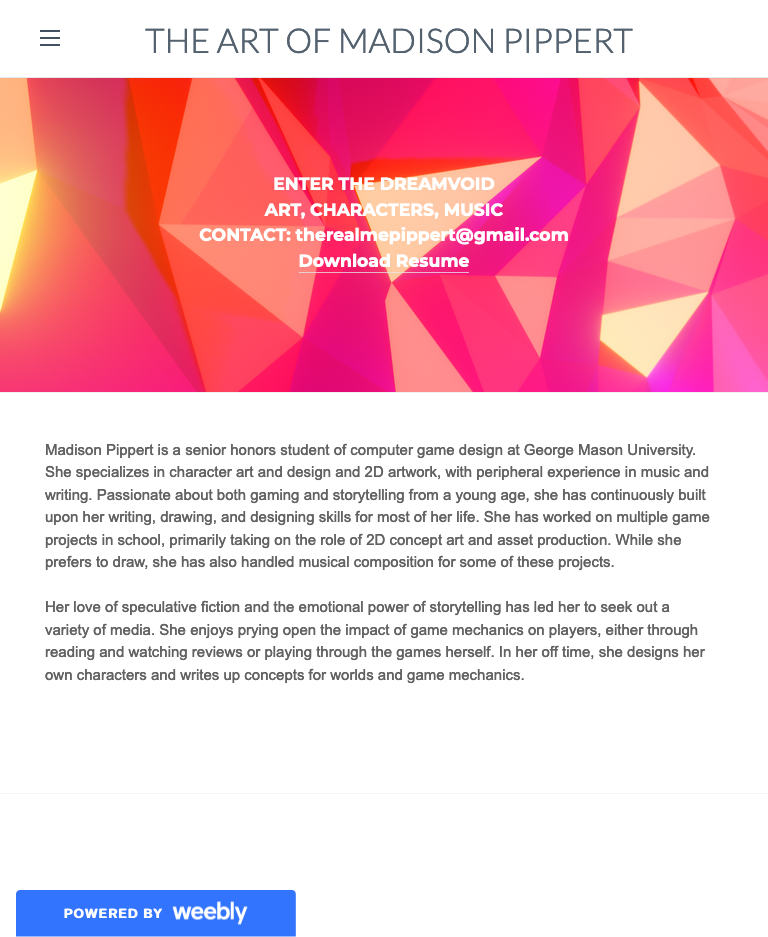 THE ART OF MADISON PIPPERT
ENTER THE DREAMVOID
ART, CHARACTERS, MUSIC
CONTACT: therealmepippert@gmail.com
Download Resume
Madison Pippert is a senior honors student of computer game design at George Mason University.
She specializes in character art and design and 2D artwork, with peripheral experience in music and
writing. Passionate about both gaming and storytelling from a young age, she has continuously built
upon her writing, drawing, and designing skills for most of her life. She has worked on multiple game
projects in school, primarily taking on the role of 2D concept art and asset production. While she
prefers to draw, she has also handled musical composition for some of these projects.
Her love of speculative fiction and the emotional power of storytelling has led her to seek out a
variety of media. She enjoys prying open the impact of game mechanics on players, either through
reading and watching reviews or playing through the games herself. In her off time, she designs her
own characters and writes up concepts for worlds and game mechanics.
POWERED BY weebly